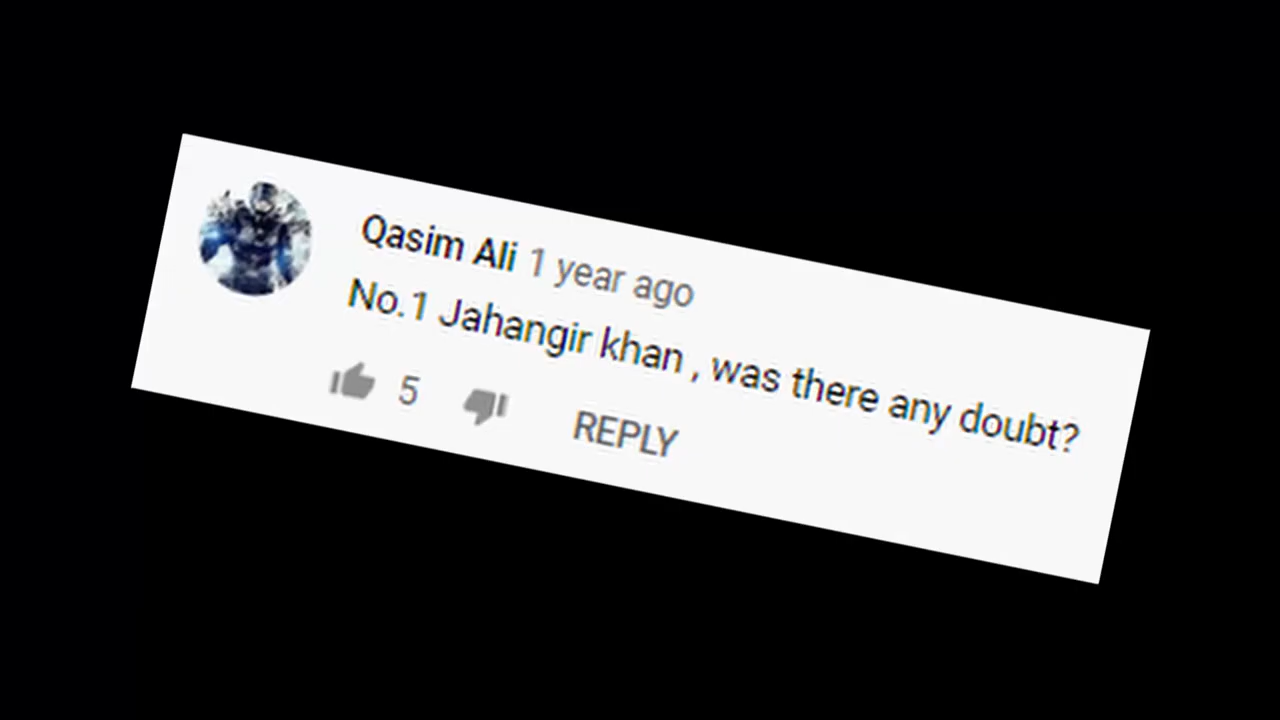 Qasim Ali 1 year ago
No.1 Jahangir khan , was there any doubt?
5 REPLY